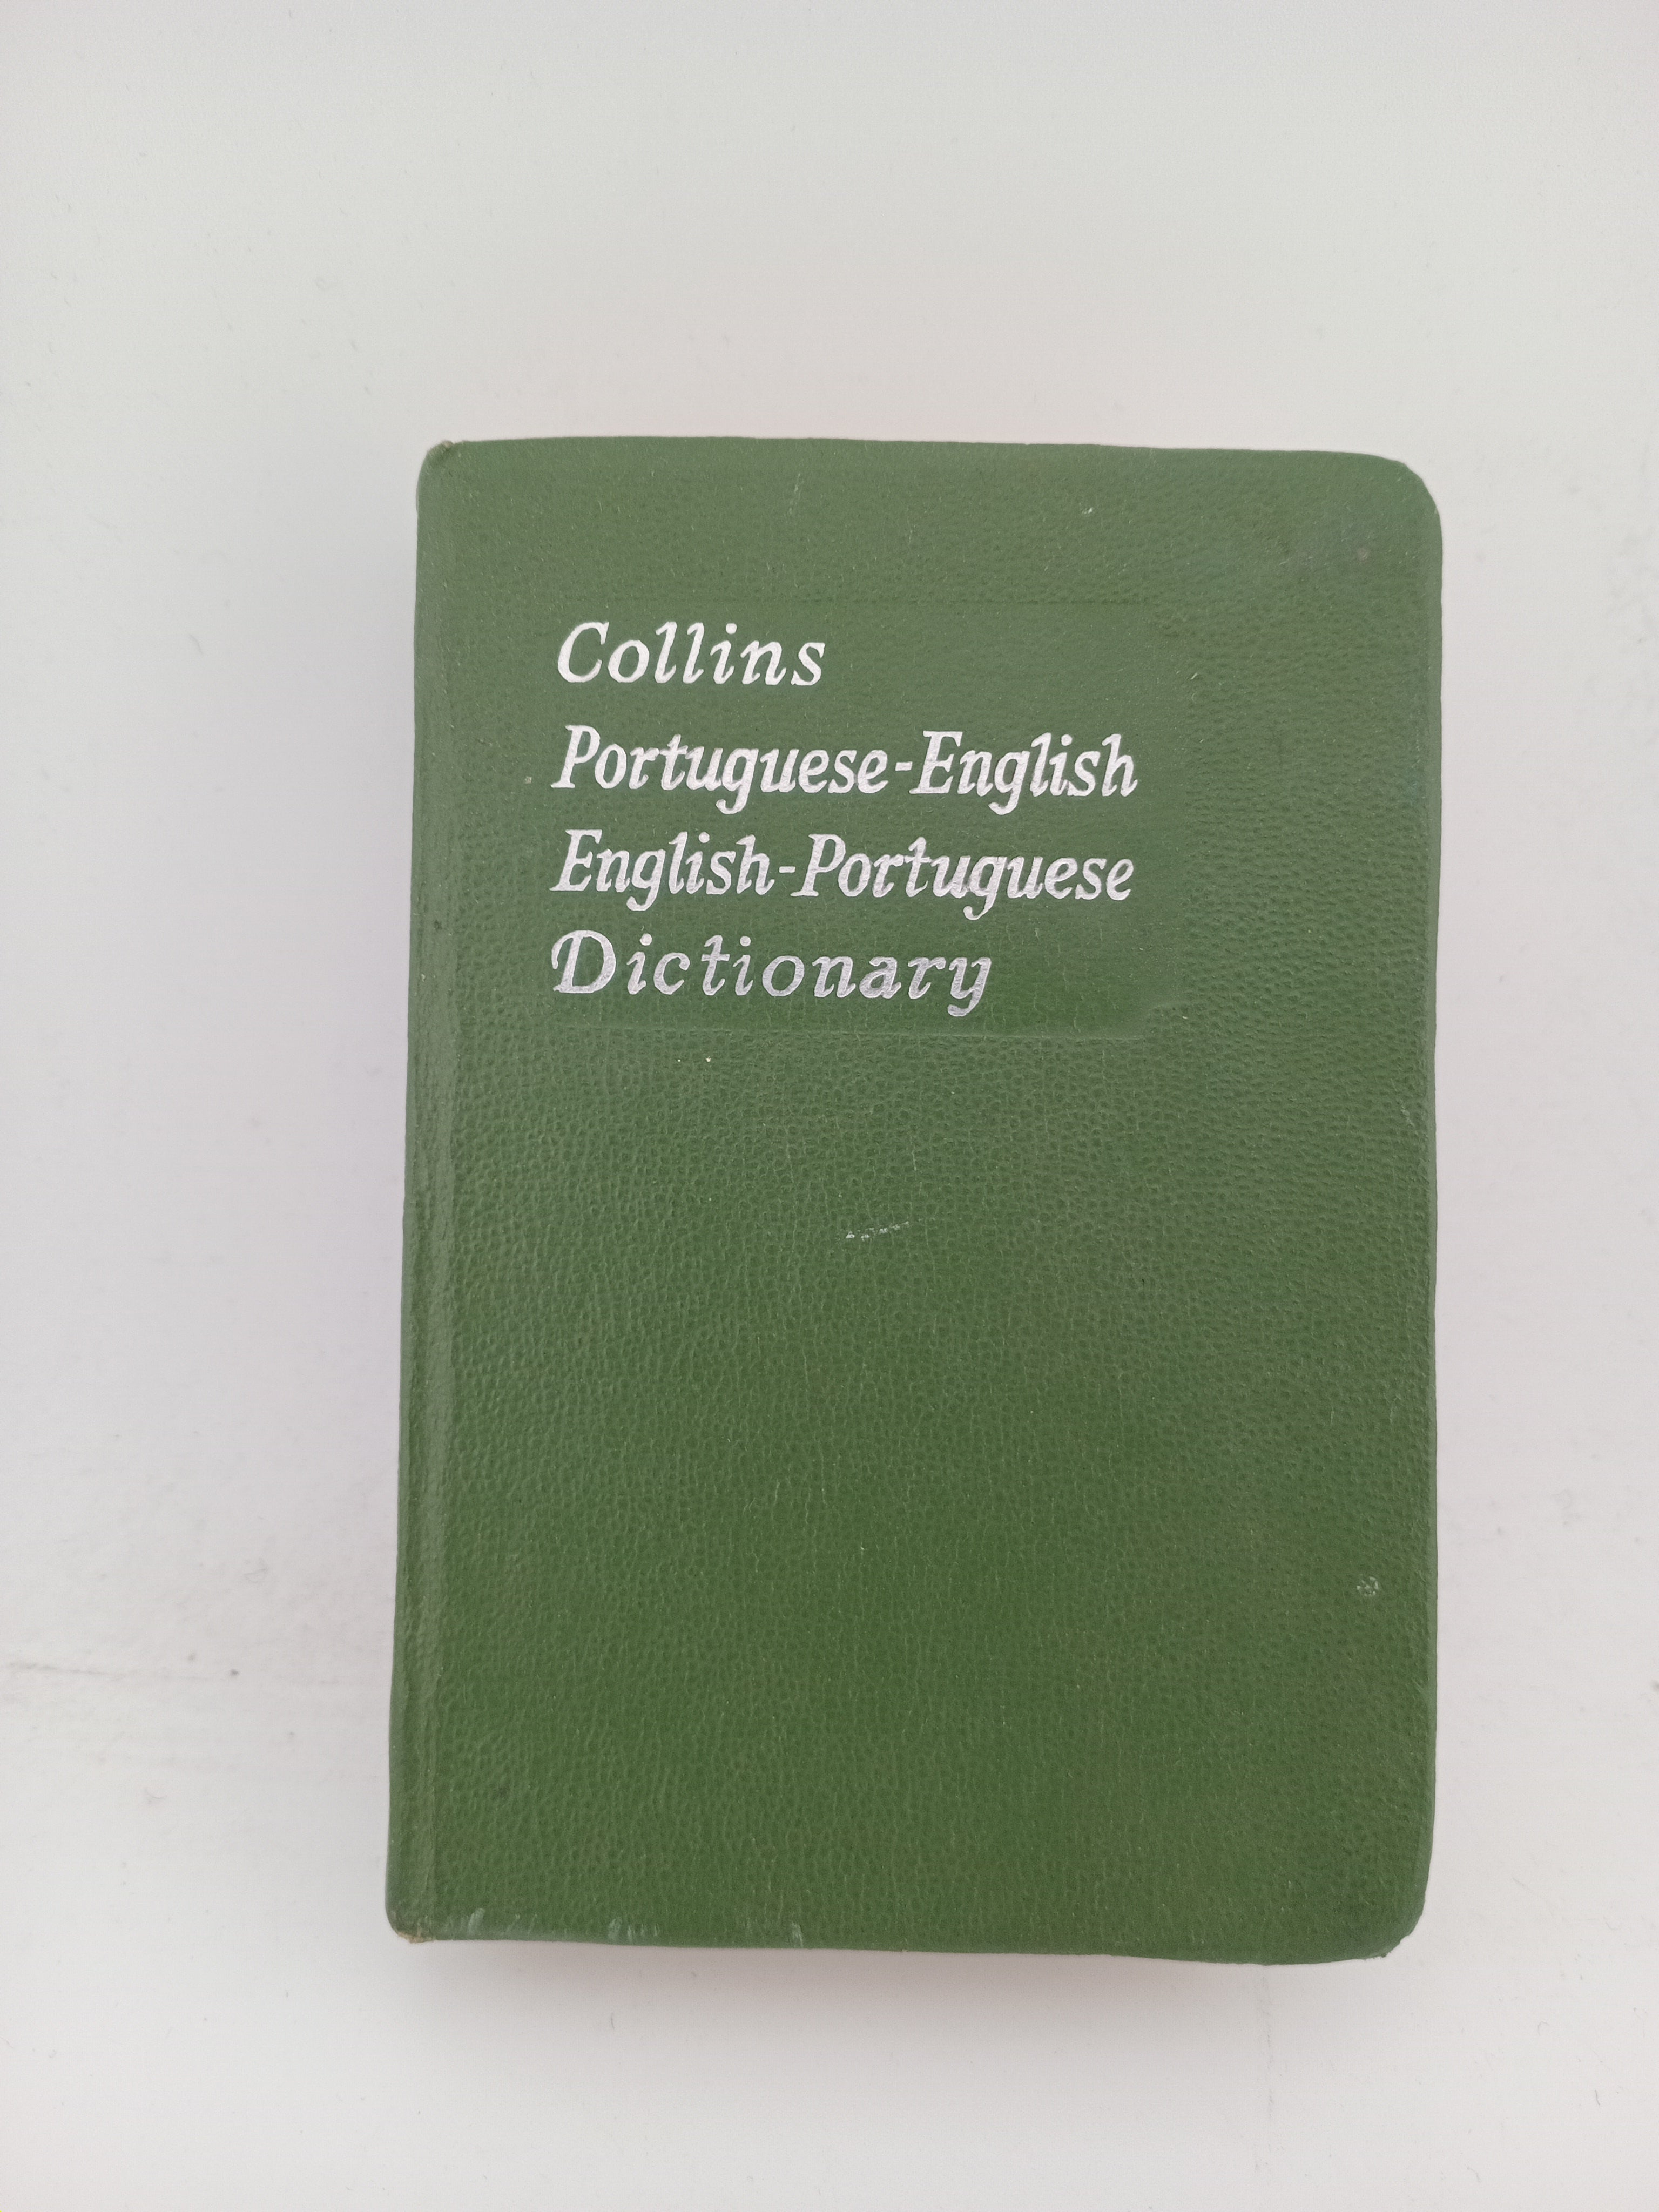 Collins
Portuguese-English
English-Portuguese
Dictionary